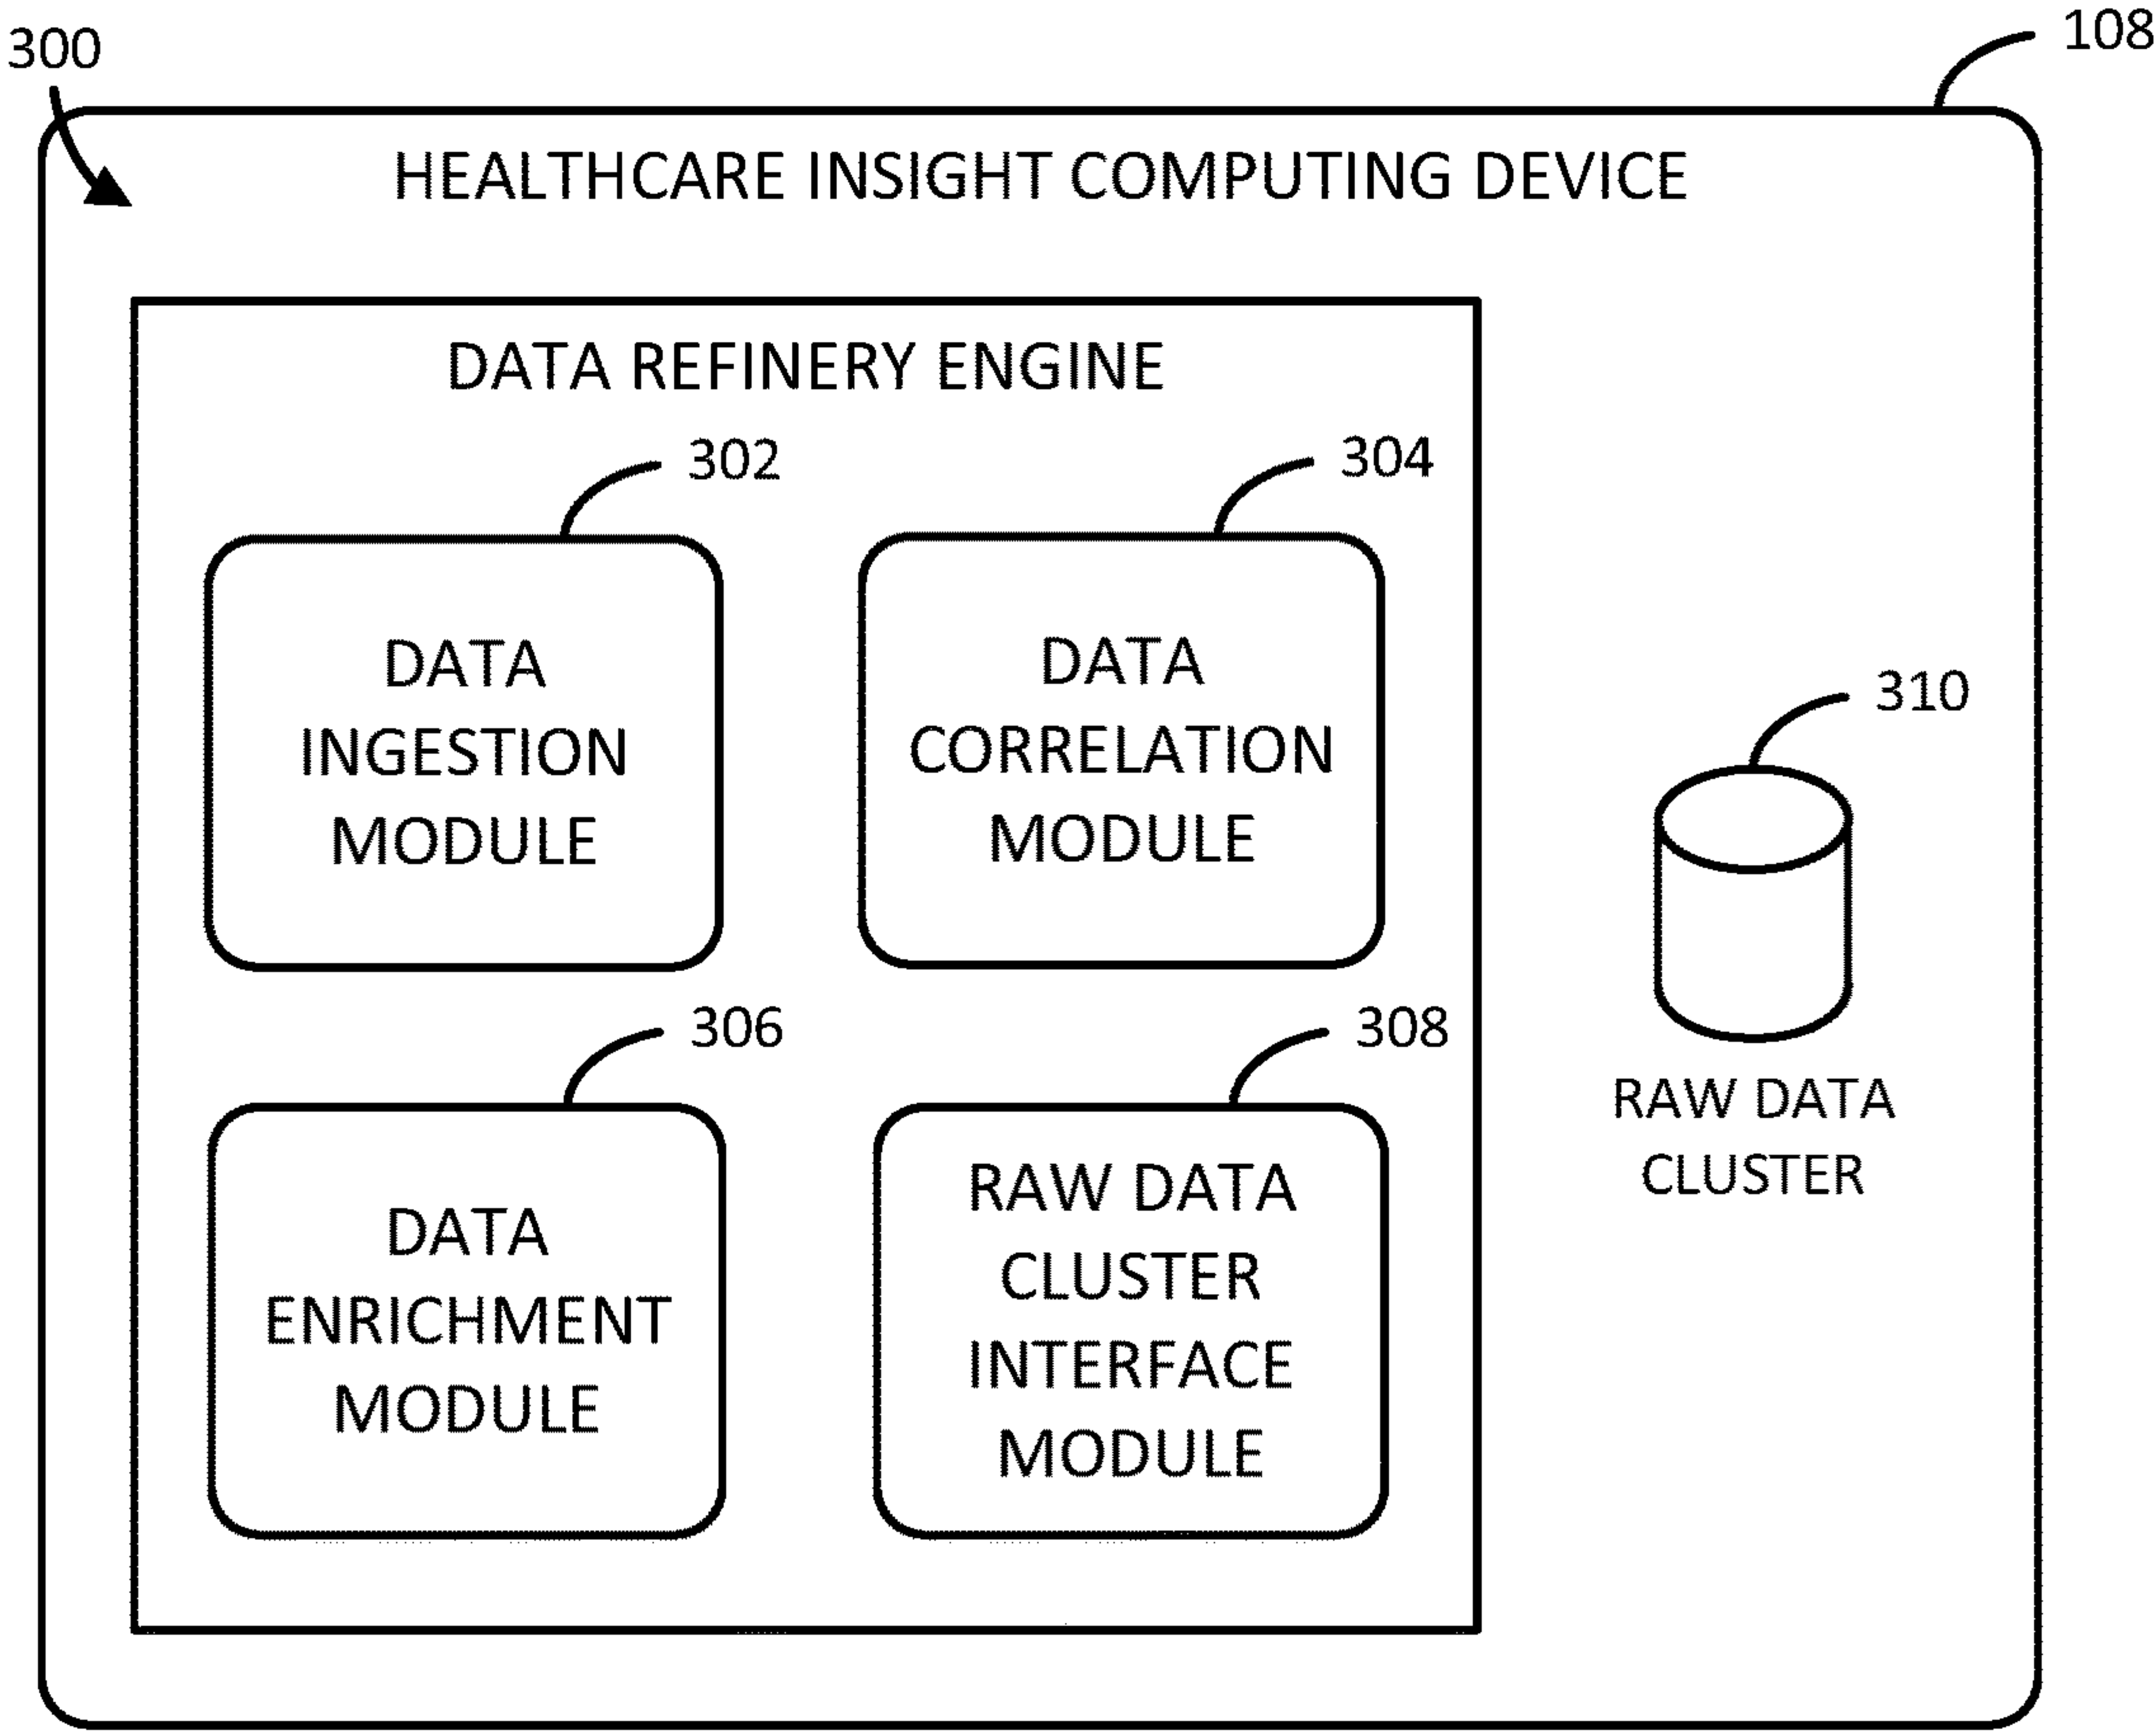 300
108
HEALTHCARE INSIGHT COMPUTING DEVICE
DATA REFINERY ENGINE
302
304
DATA
INGESTION
MODULE
DATA
CORRELATION
MODULE
310
306
308
DATA
ENRICHMENT
MODULE
RAW DATA
CLUSTER
INTERFACE
MODULE
RAW DATA
CLUSTER